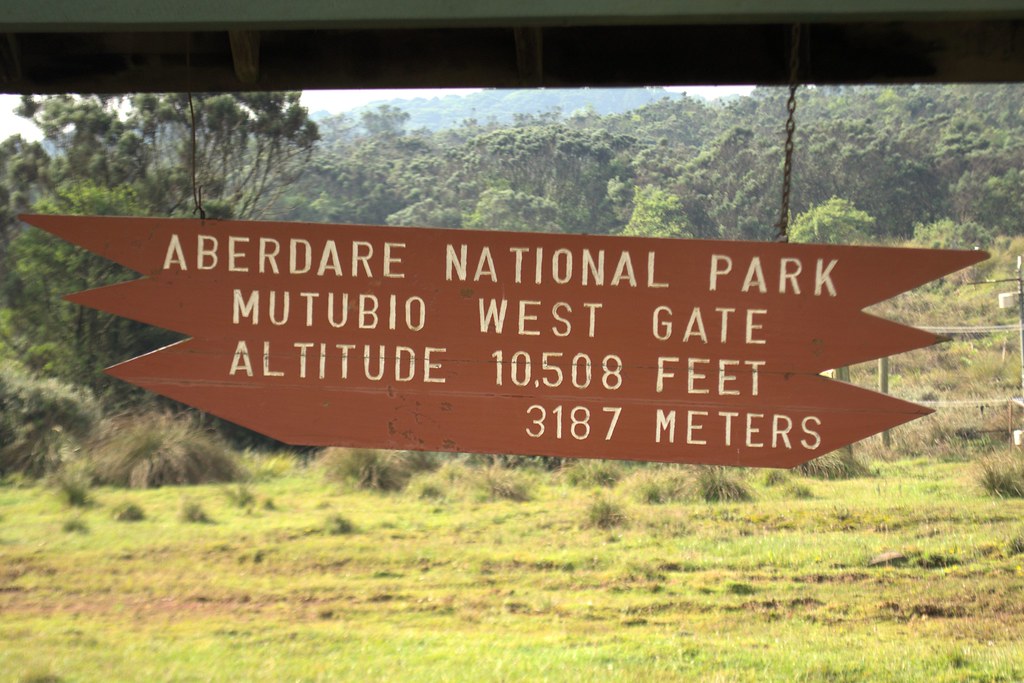 ABERDARE NATIONAL PARK
MUTUBIO WEST GATE
ALTITUDE 10,508 FEET
3187 METERS